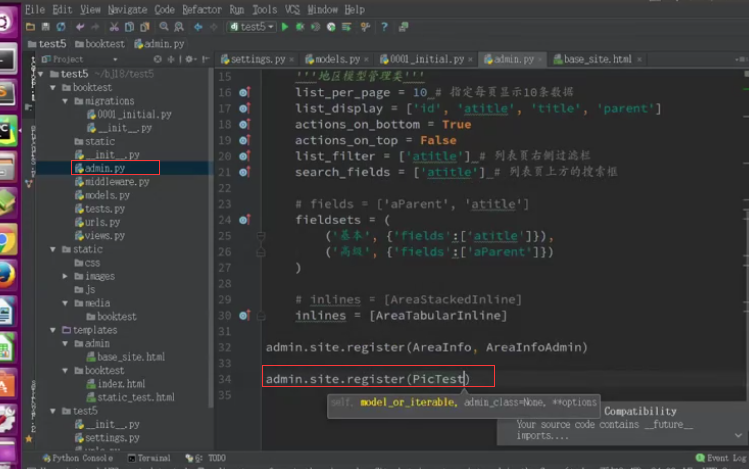 File Edit View Navigate Code Refactor Run Tools VCS Window Help
test5
test5 booktest admin.py
Project
settings.py models.py 0001_initial.py admin.py base_site.html
test5 ~/bj18/test5
booktest
migrations
0001_initial.py
__init__.py
static
__init__.py
admin.py
middleware.py
models.py
tests.py
urls.py
views.py
static
css
images
js
media
booktest
templates
admin
base_site.html
booktest
index.html
static_test.html
test5
__init__.py
settings.py
urls.py
15 '''地区模型管理类'''
16 list_per_page = 10 # 指定每页显示10条数据
17 list_display = ['id', 'atitle', 'title', 'parent']
18 actions_on_bottom = True
19 actions_on_top = False
20 list_filter = ['atitle'] # 列表页右侧过滤栏
21 search_fields = ['atitle'] # 列表页上方的搜索框
22
23 # fields = ['aParent', 'atitle']
24 fieldsets = (
25 ('基本', {'fields':['atitle']}),
26 ('高级', {'fields':['aParent']})
27 )
28
29 # inlines = [AreaStackedInline]
30 inlines = [AreaTabularInline]
31
32 admin.site.register(AreaInfo, AreaInfoAdmin)
33
34 admin.site.register(PicTest)
35
self, model_or_iterable, admin_class=None, **options
Compatibility
Your source code contains __future__
imports....
Python Console Terminal 6: TODO Event Log